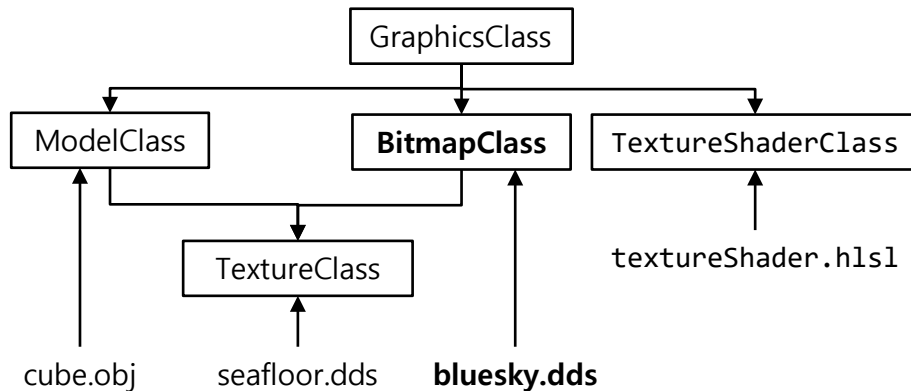 GraphicsClass
ModelClass
BitmapClass
TextureShaderClass
TextureClass
textureShader.hlsl
cube.obj
seafloor.dds
bluesky.dds